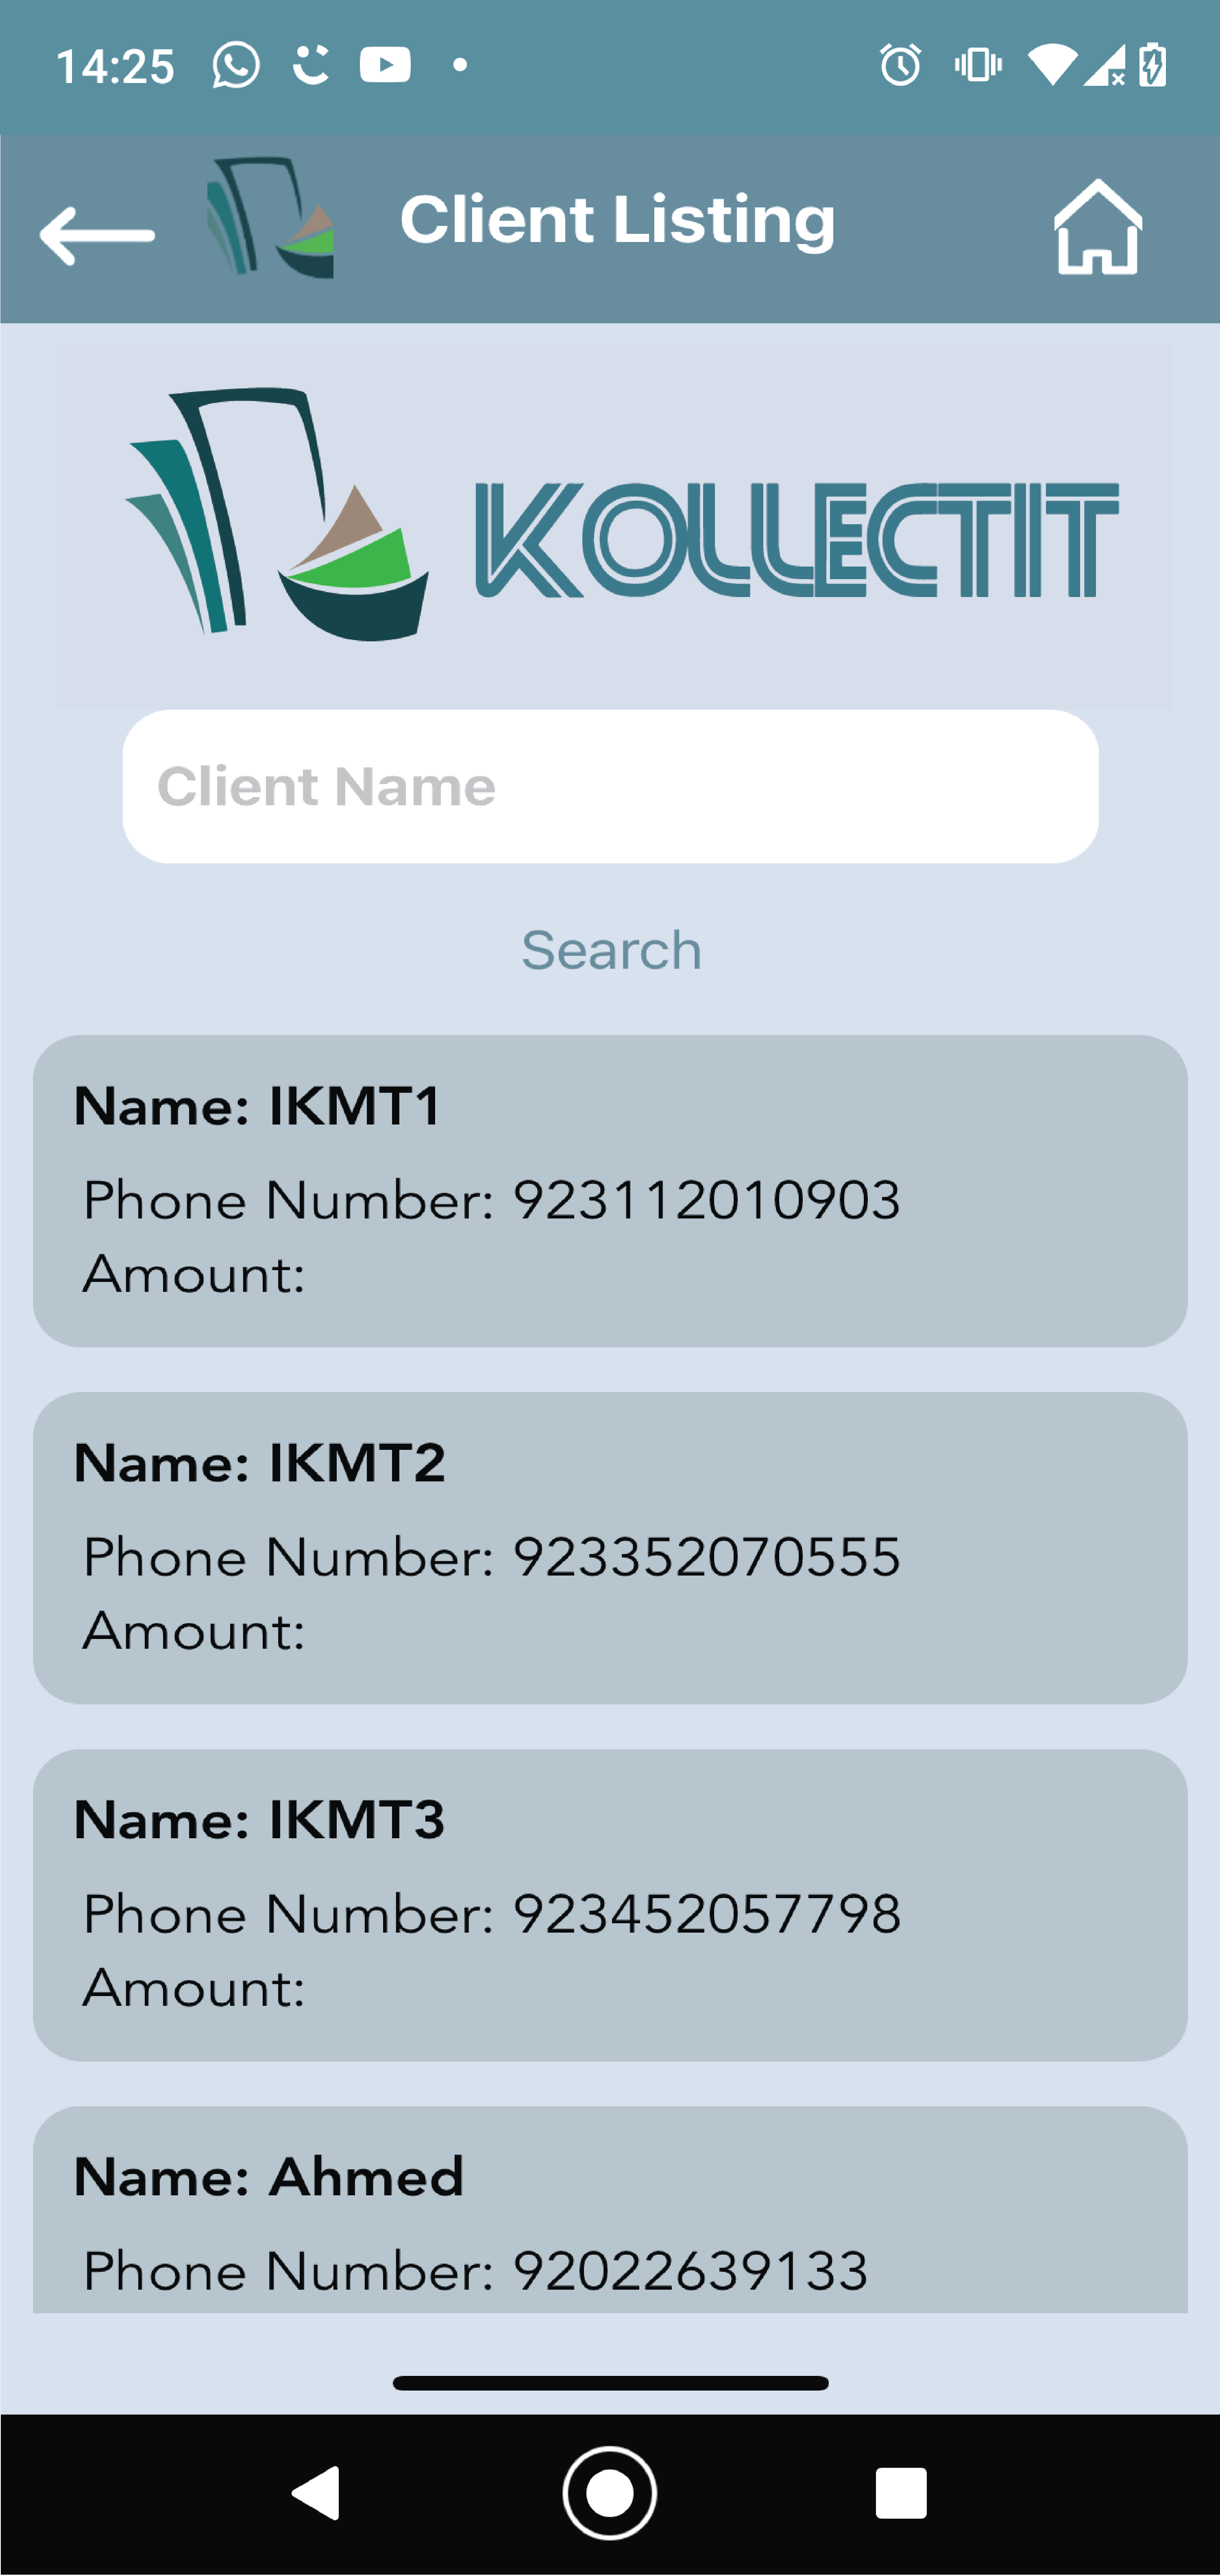 14:25
Client Listing
KOLLECTIT
Client Name
Search
Name: IKMT1
Phone Number: 923112010903
Amount:
Name: IKMT2
Phone Number: 923352070555
Amount:
Name: IKMT3
Phone Number: 923452057798
Amount:
Name: Ahmed
Phone Number: 92022639133